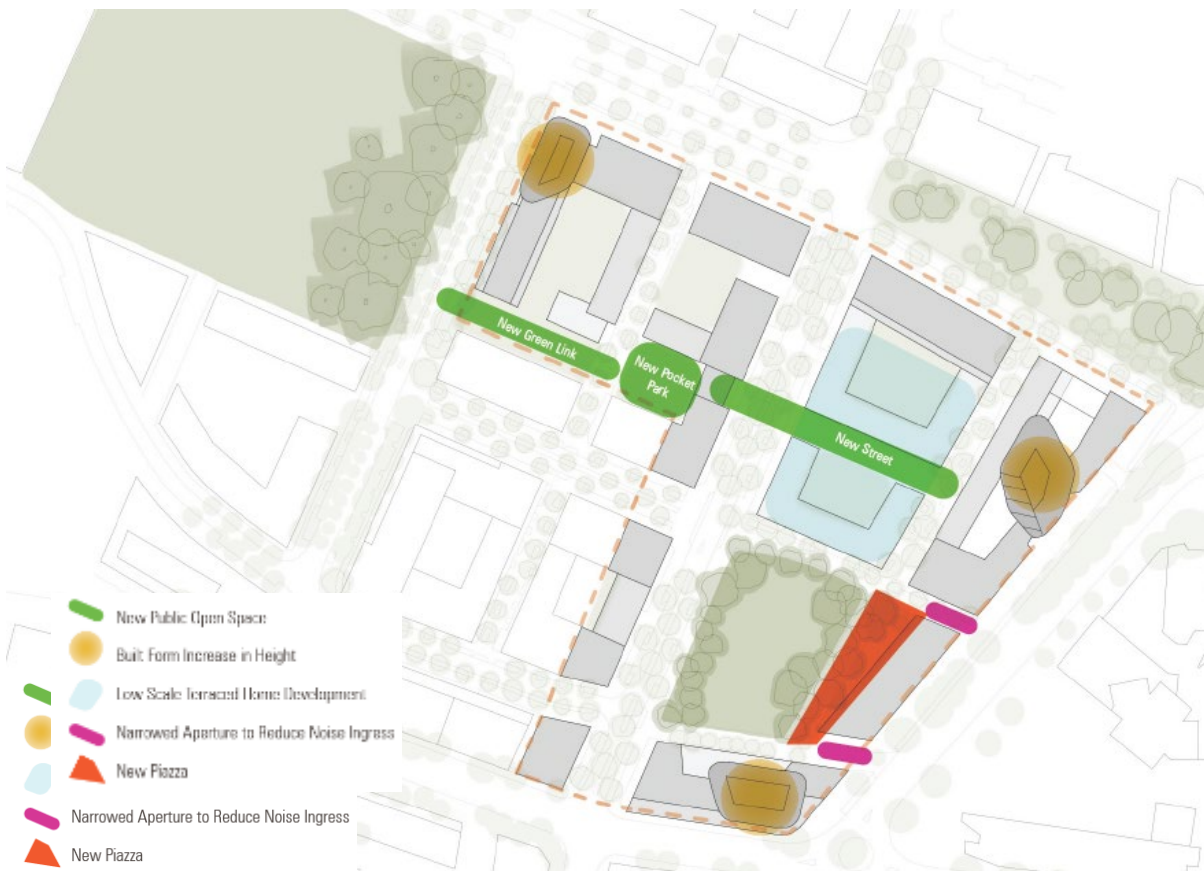 New Green Link
New Pocket
Park
New Street
New Public Open Space
Built Form Increase in Height
Low Scale Terraced Home Development
Narrowed Aperture to Reduce Noise Ingress
New Piazza
Narrowed Aperture to Reduce Noise Ingress
New Piazza